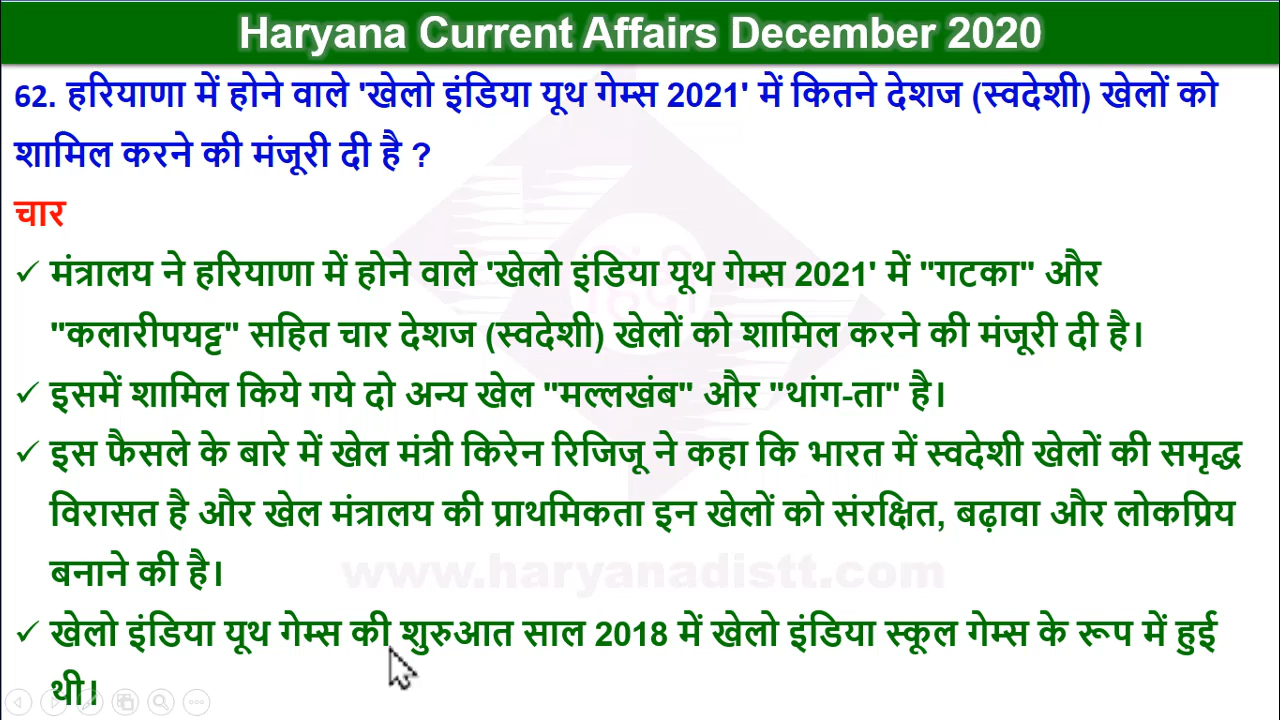 Haryana Current Affairs December 2020
62. हरियाणा में होने वाले 'खेलो इंडिया यूथ गेम्स 2021' में कितने देशज (स्वदेशी) खेलों को
शामिल करने की मंजूरी दी है ?
चार
✓ मंत्रालय ने हरियाणा में होने वाले 'खेलो इंडिया यूथ गेम्स 2021' में "गटका" और
"कलारीपयट्ट" सहित चार देशज (स्वदेशी) खेलों को शामिल करने की मंजूरी दी है।
✓ इसमें शामिल किये गये दो अन्य खेल "मल्लखंब" और "थांग-ता" है।
✓ इस फैसले के बारे में खेल मंत्री किरेन रिजिजू ने कहा कि भारत में स्वदेशी खेलों की समृद्ध
विरासत है और खेल मंत्रालय की प्राथमिकता इन खेलों को संरक्षित, बढ़ावा और लोकप्रिय
बनाने की है।
www.haryanadistt.com
✓ खेलो इंडिया यूथ गेम्स की शुरुआत साल 2018 में खेलो इंडिया स्कूल गेम्स के रूप में हुई
थी।